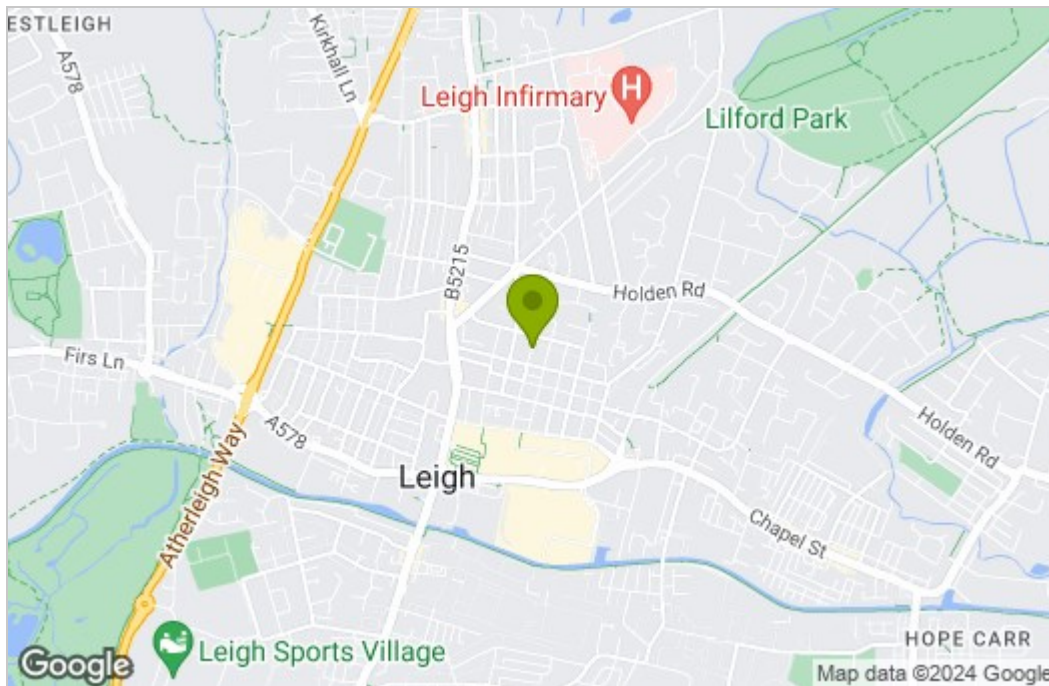 ESTLEIGH
A578
Kirkhall Ln
Leigh Infirmary
H
Lilford Park
B5215
Holden Rd
Firs Ln
A578
Atherleigh Way
Leigh
Holden Rd
Chapel St
Leigh Sports Village
HOPE CARR
Google
Map data ©2024 Google